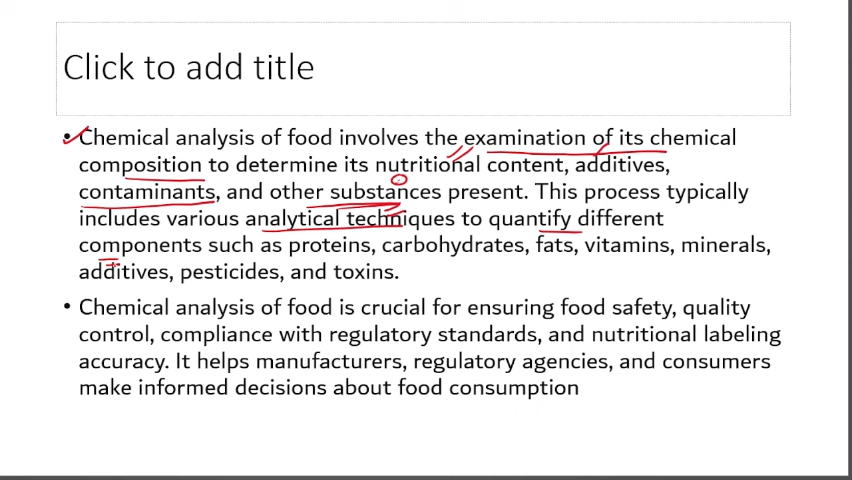 Click to add title
• Chemical analysis of food involves the examination of its chemical
composition to determine its nutritional content, additives,
contaminants, and other substances present. This process typically
includes various analytical techniques to quantify different
components such as proteins, carbohydrates, fats, vitamins, minerals,
additives, pesticides, and toxins.
• Chemical analysis of food is crucial for ensuring food safety, quality
control, compliance with regulatory standards, and nutritional labeling
accuracy. It helps manufacturers, regulatory agencies, and consumers
make informed decisions about food consumption